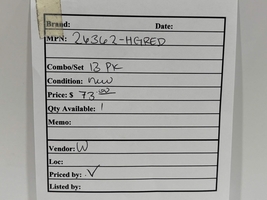 Brand: Date:
MPN: 26362-HGRED
Combo/Set 13 PK
Condition: new
Price: $ 73.00
Qty Available: 1
Memo:
Vendor: W
Loc:
Priced by: ✓
Listed by: